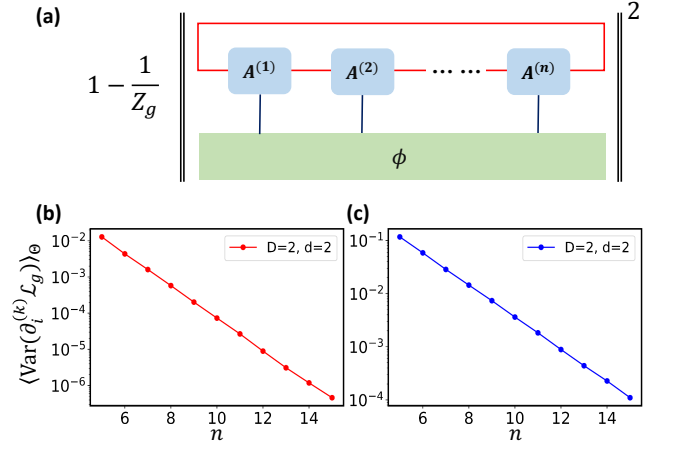 (a)
1 − 1/Z_g
2
A^(1) A^(2) ... ... A^(n)
ϕ
(b)
(c)
⟨Var(∂_i^(k) ℒ_g)⟩_Θ
10^−2
10^−3
10^−4
10^−5
10^−6
D=2, d=2
6 8 10 12 14
n
10^−1
10^−2
10^−3
10^−4
D=2, d=2
6 8 10 12 14
n